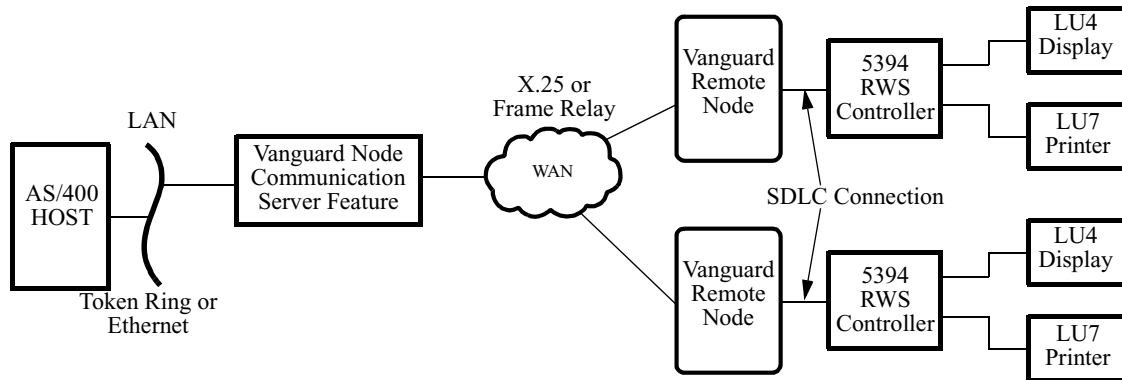 AS/400
HOST
LAN
Token Ring or
Ethernet
Vanguard Node
Communication
Server Feature
X.25 or
Frame Relay
WAN
Vanguard
Remote
Node
5394
RWS
Controller
LU4
Display
LU7
Printer
SDLC Connection
Vanguard
Remote
Node
5394
RWS
Controller
LU4
Display
LU7
Printer